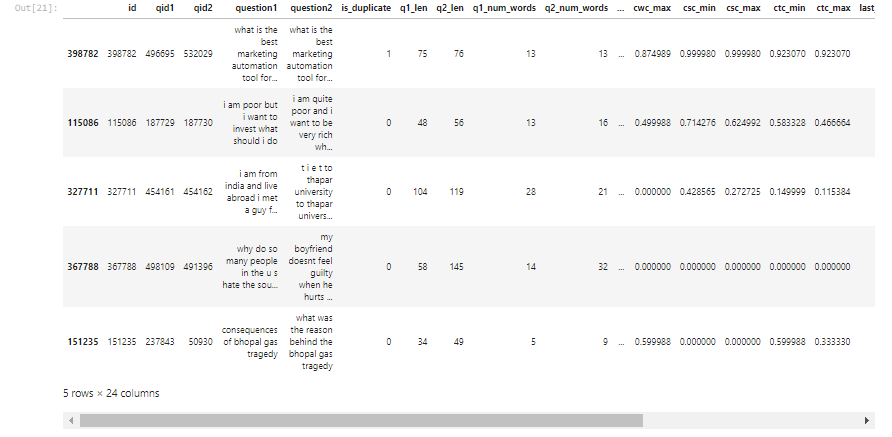 Out[21]:
id qid1 qid2 question1 question2 is_duplicate q1_len q2_len q1_num_words q2_num_words ... cwc_max csc_min csc_max ctc_min ctc_max last_
398782 398782 496695 532029 what is the best marketing automation tool for... what is the best marketing automation tool for... 1 75 76 13 13 ... 0.874989 0.999980 0.999980 0.923070 0.923070
115086 115086 187729 187730 i am poor but i want to invest what should i do i am quite poor and i want to be very rich wh... 0 48 56 13 16 ... 0.499988 0.714276 0.624992 0.583328 0.466664
327711 327711 454161 454162 i am from india and live abroad i met a guy f... t i e t to thapar university to thapar univers... 0 104 119 28 21 ... 0.000000 0.428565 0.272725 0.149999 0.115384
367788 367788 498109 491396 why do so many people in the u s hate the sou... my boyfriend doesnt feel guilty when he hurts ... 0 58 145 14 32 ... 0.000000 0.000000 0.000000 0.000000 0.000000
151235 151235 237843 50930 consequences of bhopal gas tragedy what was the reason behind the bhopal gas tragedy 0 34 49 5 9 ... 0.599988 0.000000 0.000000 0.599988 0.333330
5 rows × 24 columns